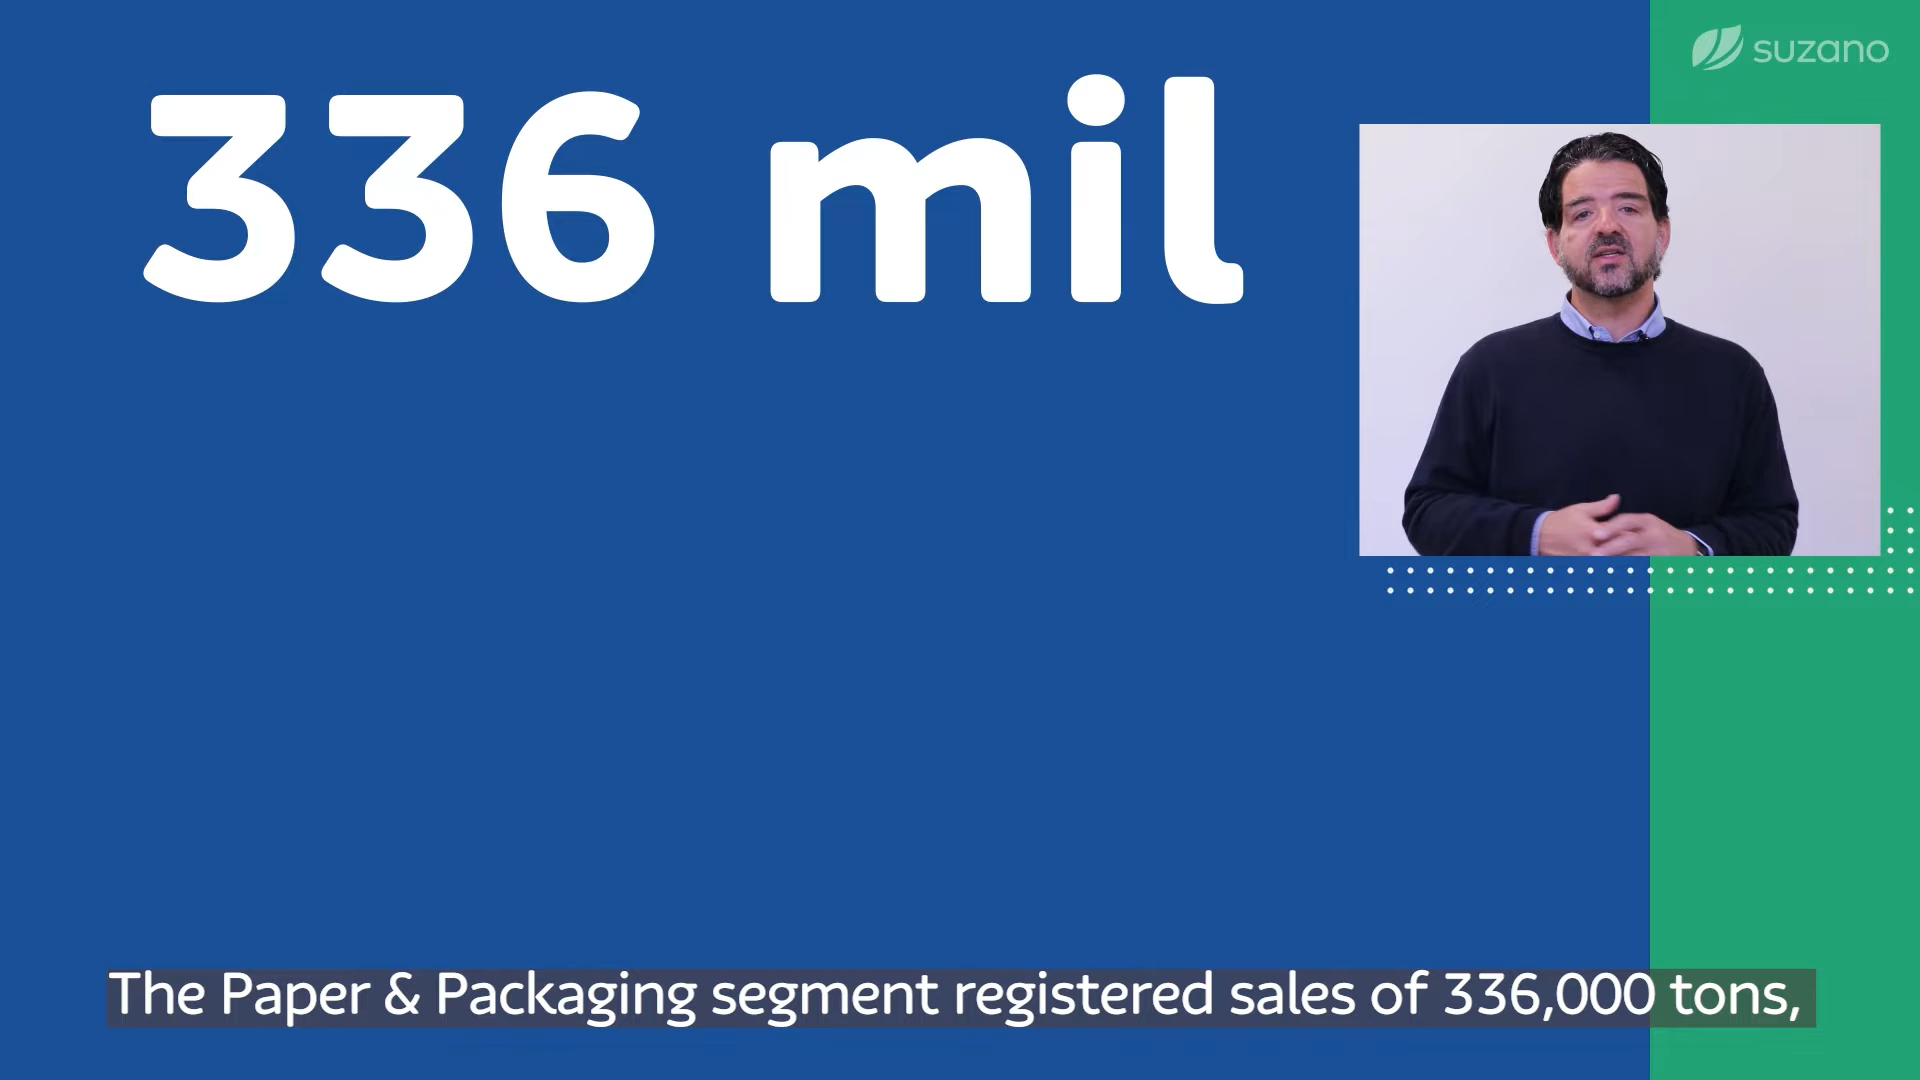 suzano
336 mil
The Paper & Packaging segment registered sales of 336,000 tons,